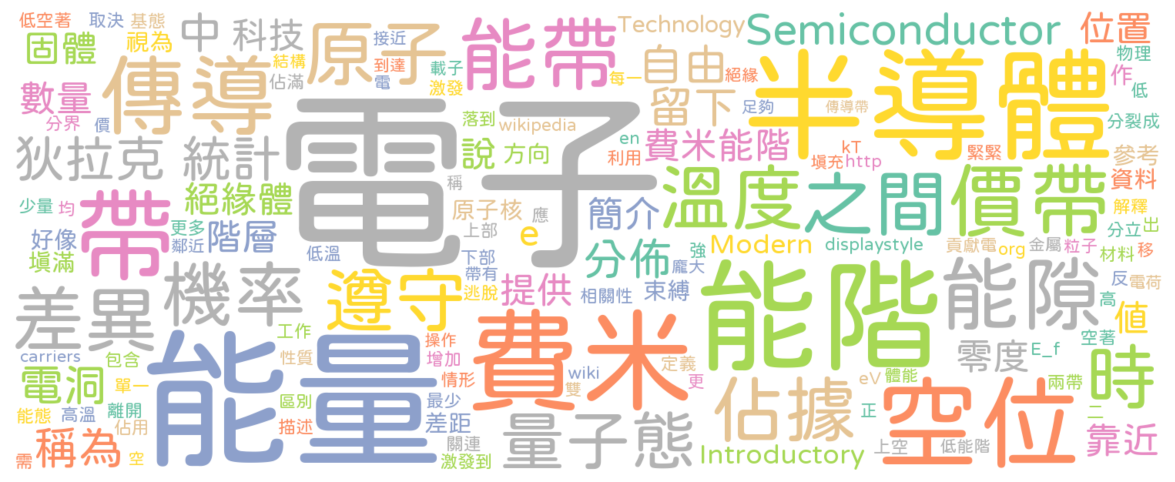 低空著 取決 基態 中 科技 原子 接近 能帶 Technology Semiconductor 位置
固體 視為 結構 到達 載子 每一 自由 絕緣 半導體 物理
數量 傳導 佔滿 電 激發 留下 足夠 傳導帶 作 低
分界 價 電子 落到 wikipedia en kT 分裂成
狄拉克 統計 說 方向 利用 費米能階 填充 http 緊緊 參考
少量 均 帶 絕緣體 稱 原子核 應 簡介 溫度 之間 價帶 資料
好像 更多 階層 上部 e 強 Modern displaystyle 貢獻電 金屬 粒子 解釋 分立 出
填滿 鄰近 低溫 下部 分佈 龐大 org 材料 移
差異 機率 遵守 帶有 逃脫 提供 相關性 束縛 能階 能隙 反 電荷
高 值
carriers 包含 能量 工作 操作 費米 零度 E_f 空著 時
電洞 單一 性質 增加 情形 wiki 定義 eV 體能 兩帶
能態 高溫 離開 區別 最少 雙 更 佔據 正 空位 二
稱為 佔用 描述 差距 量子態 靠近
需 空 關連 激發到 Introductory 上空 低能階